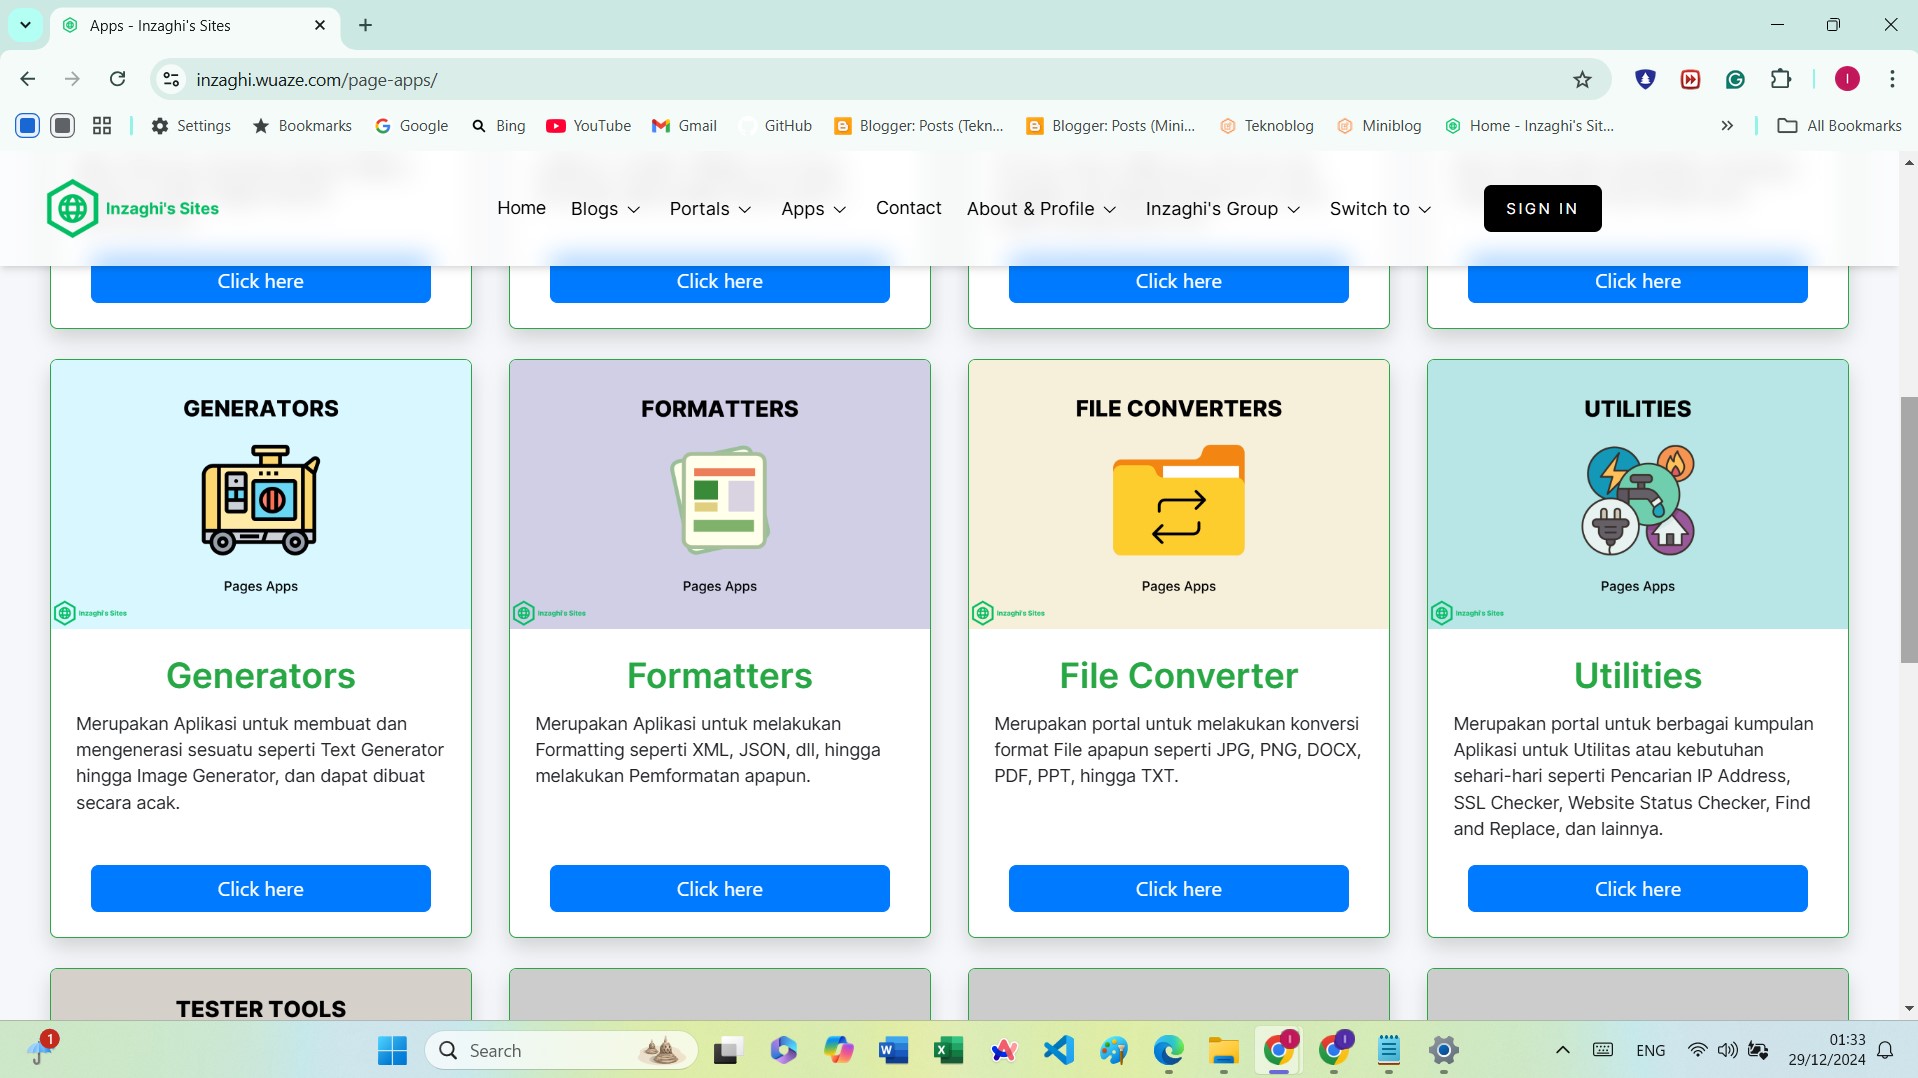 Apps - Inzaghi's Sites
inzaghi.wuaze.com/page-apps/
I
Settings
Bookmarks
Google
Bing
YouTube
Gmail
GitHub
Blogger: Posts (Tekn...
Blogger: Posts (Mini...
Teknoblog
Miniblog
Home - Inzaghi's Sit...
All Bookmarks
Inzaghi's Sites
Home
Blogs
Portals
Apps
Contact
About & Profile
Inzaghi's Group
Switch to
SIGN IN
Click here
Click here
Click here
Click here
GENERATORS
Pages Apps
Inzaghi's Sites
Generators
Merupakan Aplikasi untuk membuat dan
mengenerasi sesuatu seperti Text Generator
hingga Image Generator, dan dapat dibuat
secara acak.
Click here
FORMATTERS
Pages Apps
Inzaghi's Sites
Formatters
Merupakan Aplikasi untuk melakukan
Formatting seperti XML, JSON, dll, hingga
melakukan Pemformatan apapun.
Click here
FILE CONVERTERS
Pages Apps
Inzaghi's Sites
File Converter
Merupakan portal untuk melakukan konversi
format File apapun seperti JPG, PNG, DOCX,
PDF, PPT, hingga TXT.
Click here
UTILITIES
Pages Apps
Inzaghi's Sites
Utilities
Merupakan portal untuk berbagai kumpulan
Aplikasi untuk Utilitas atau kebutuhan
sehari-hari seperti Pencarian IP Address,
SSL Checker, Website Status Checker, Find
and Replace, dan lainnya.
Click here
TESTER TOOLS
1
Search
ENG
01:33
29/12/2024